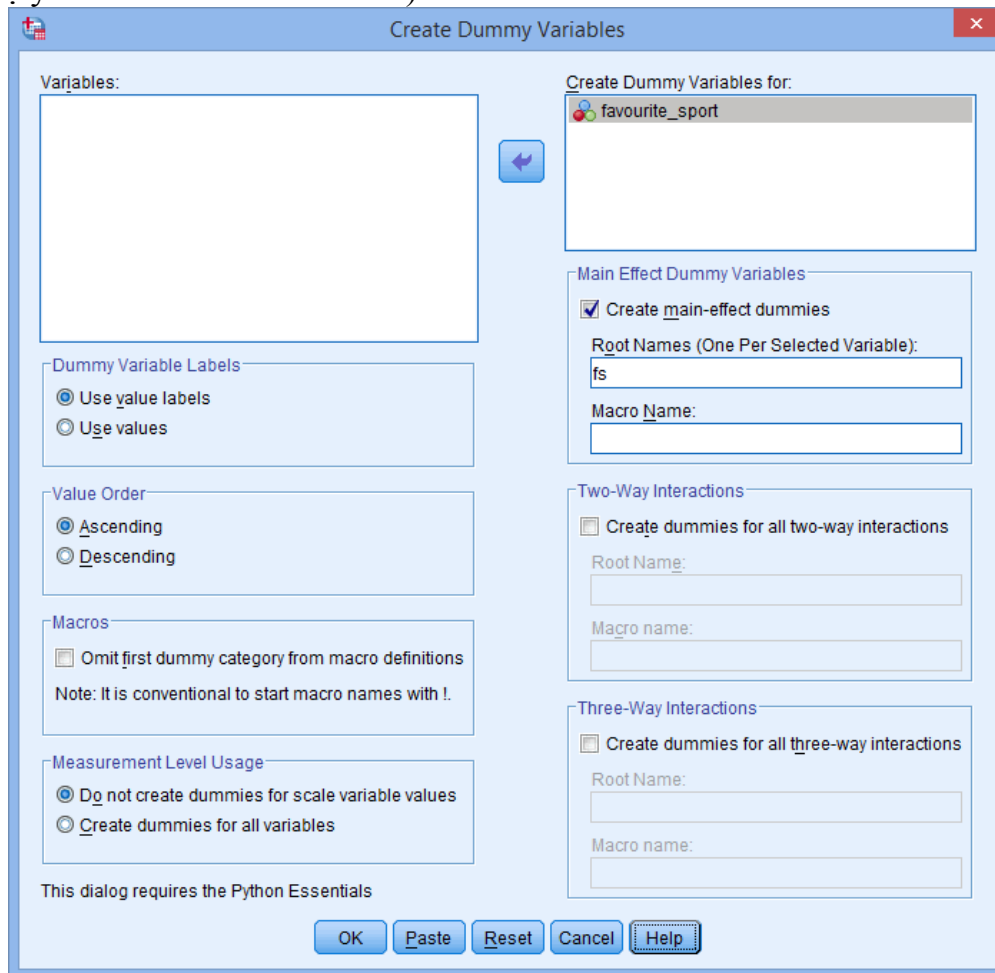 Create Dummy Variables
Variables:
Create Dummy Variables for:
favourite_sport
Main Effect Dummy Variables
Create main-effect dummies
Root Names (One Per Selected Variable):
fs
Macro Name:
Dummy Variable Labels
Use value labels
Use values
Value Order
Ascending
Descending
Two-Way Interactions
Create dummies for all two-way interactions
Root Name:
Macro name:
Macros
Omit first dummy category from macro definitions
Note: It is conventional to start macro names with !.
Three-Way Interactions
Create dummies for all three-way interactions
Root Name:
Macro name:
Measurement Level Usage
Do not create dummies for scale variable values
Create dummies for all variables
This dialog requires the Python Essentials
OK Paste Reset Cancel Help